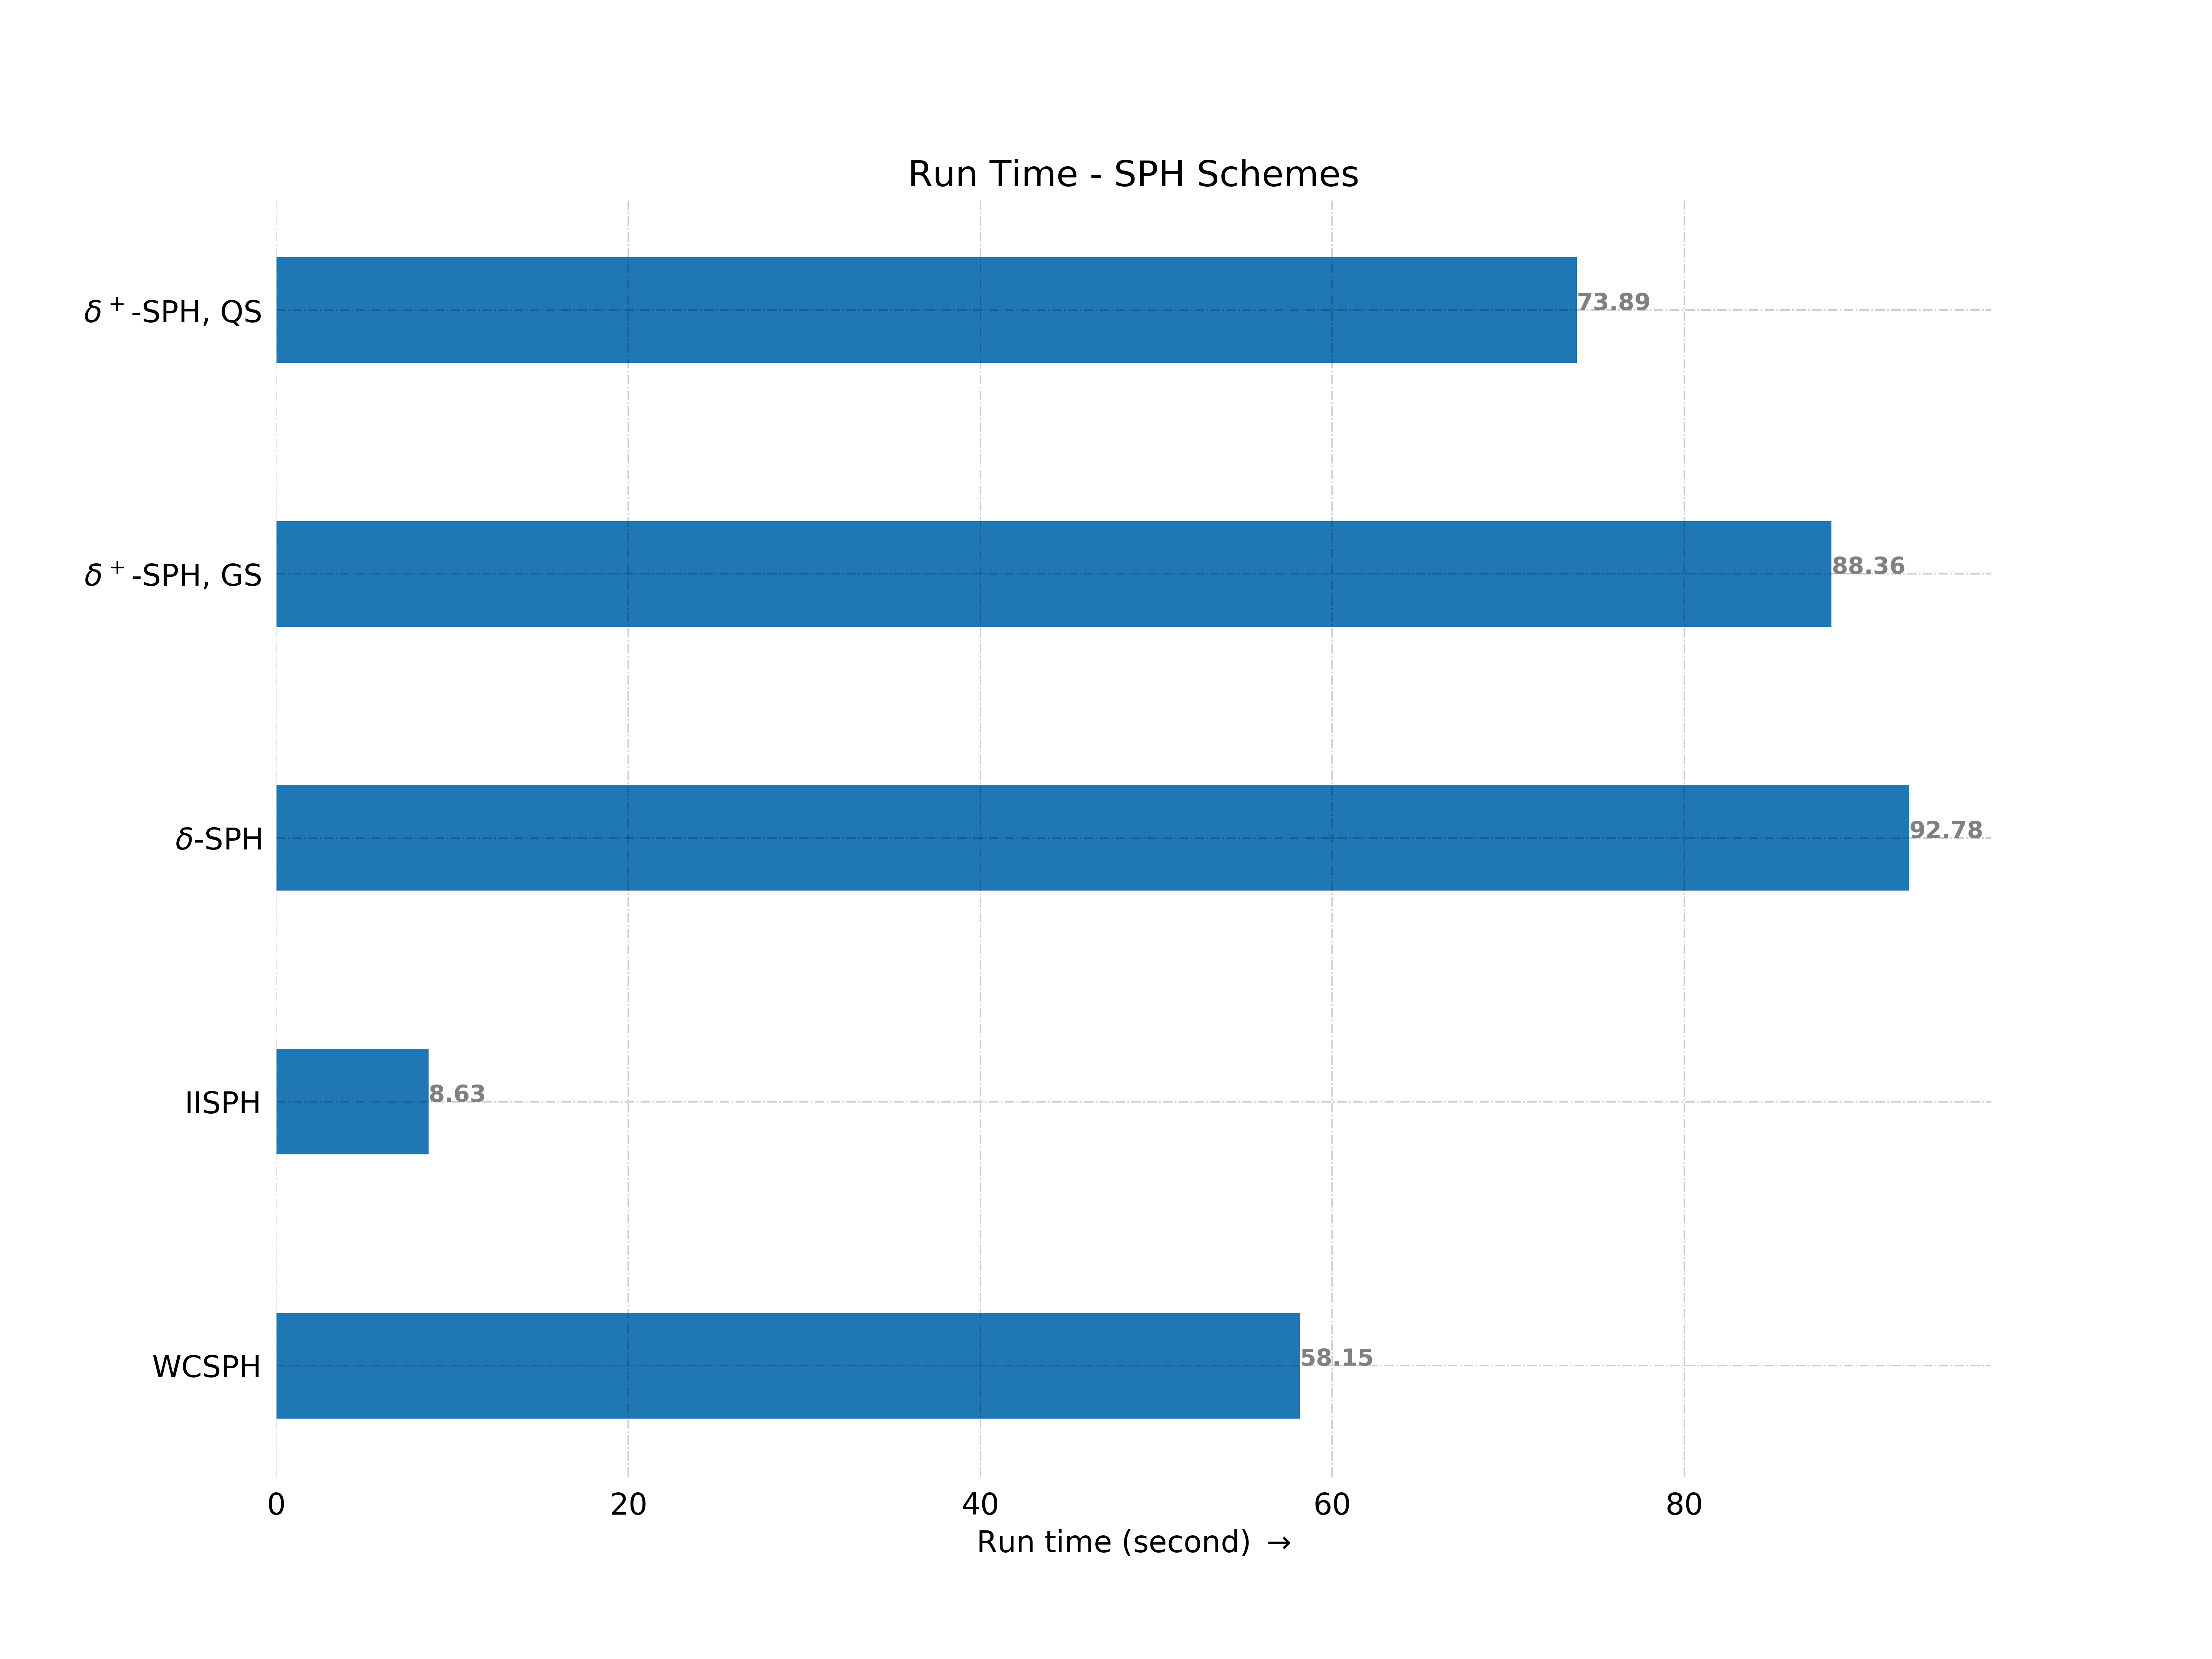 Run Time - SPH Schemes
δ⁺-SPH, QS
73.89
δ⁺-SPH, GS
88.36
δ-SPH
92.78
IISPH
8.63
WCSPH
58.15
0 20 40 60 80
Run time (second) →